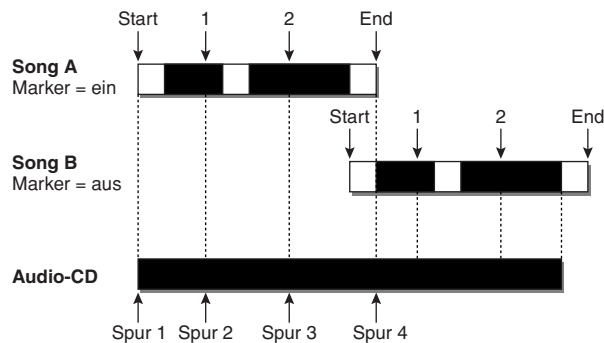 Start 1 2 End
Song A
Marker = ein
Start 1 2 End
Song B
Marker = aus
Audio-CD
Spur 1 Spur 2 Spur 3 Spur 4